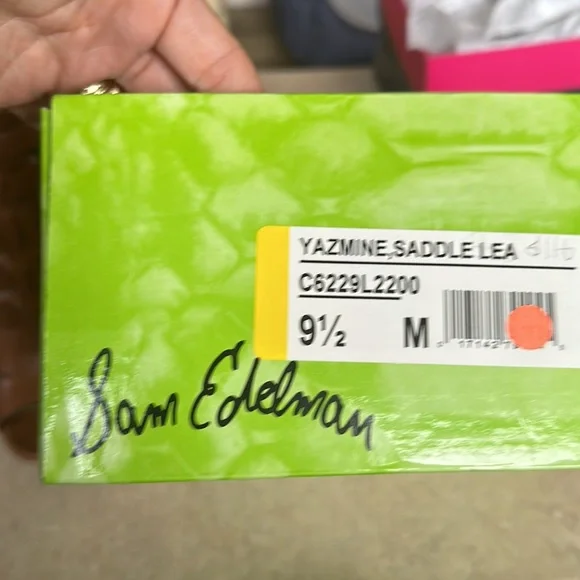 YAZMINE,SADDLE LEA
C6229L2200
9½ M
Sam Edelman